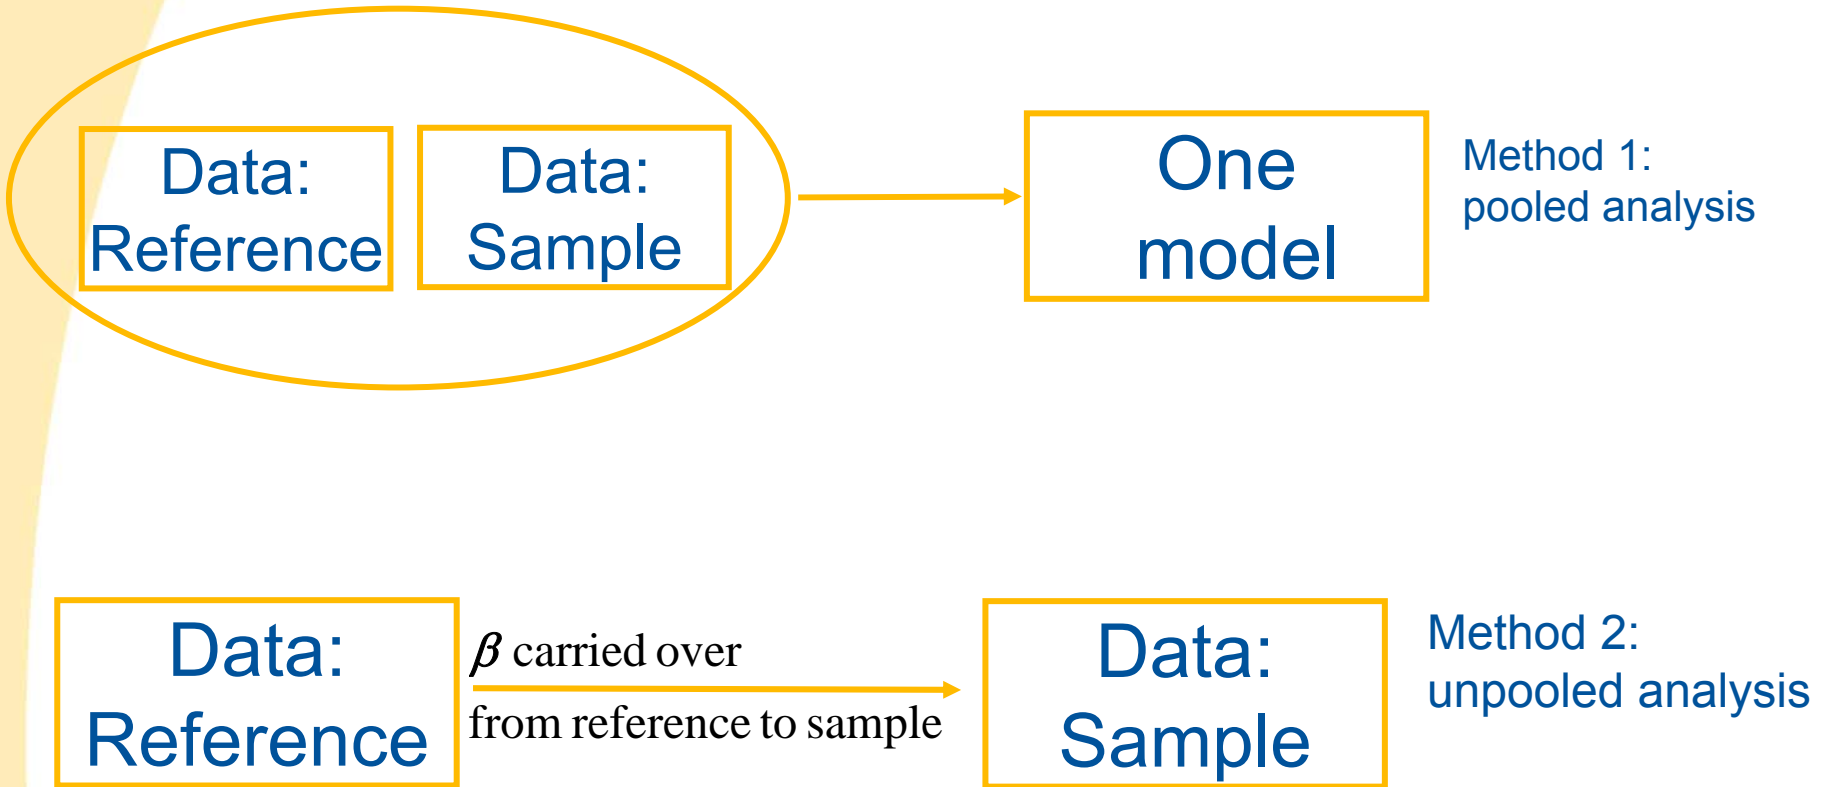 Data:
Reference
Data:
Sample
One
model
Method 1:
pooled analysis
Data:
Reference
β carried over
from reference to sample
Data:
Sample
Method 2:
unpooled analysis